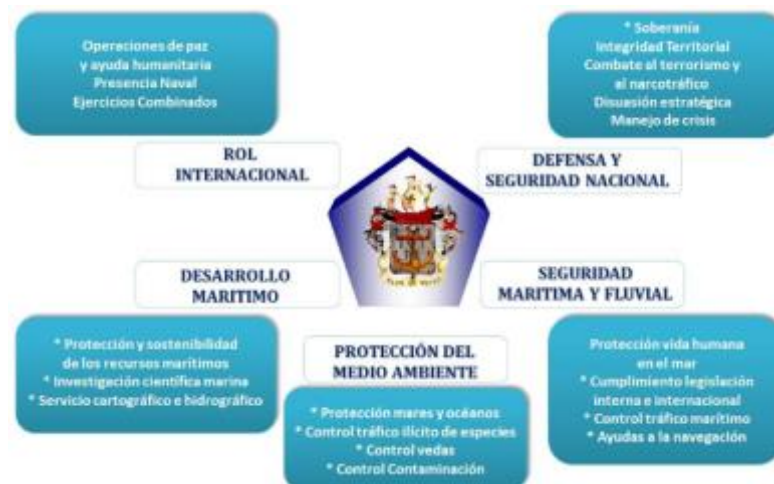 Operaciones de paz
y ayuda humanitaria
Presencia Naval
Ejercicios Combinados
* Soberanía
Integridad Territorial
Combate al terrorismo y
al narcotráfico
Disuasión estratégica
Manejo de crisis
ROL
INTERNACIONAL
DEFENSA Y
SEGURIDAD NACIONAL
DESARROLLO
MARITIMO
SEGURIDAD
MARITIMA Y FLUVIAL
* Protección y sostenibilidad
de los recursos marítimos
* Investigación científica marina
* Servicio cartográfico e hidrográfico
PROTECCIÓN DEL
MEDIO AMBIENTE
* Protección mares y océanos
* Control tráfico ilícito de especies
* Control vedas
* Control Contaminación
Protección vida humana
en el mar
* Cumplimiento legislación
interna e internacional
* Control tráfico marítimo
* Ayudas a la navegación